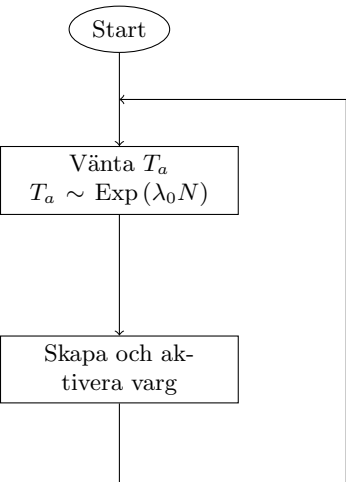 Start
Vänta $T_a$
$T_a \sim \text{Exp}(\lambda_0 N)$
Skapa och ak-
tivera varg